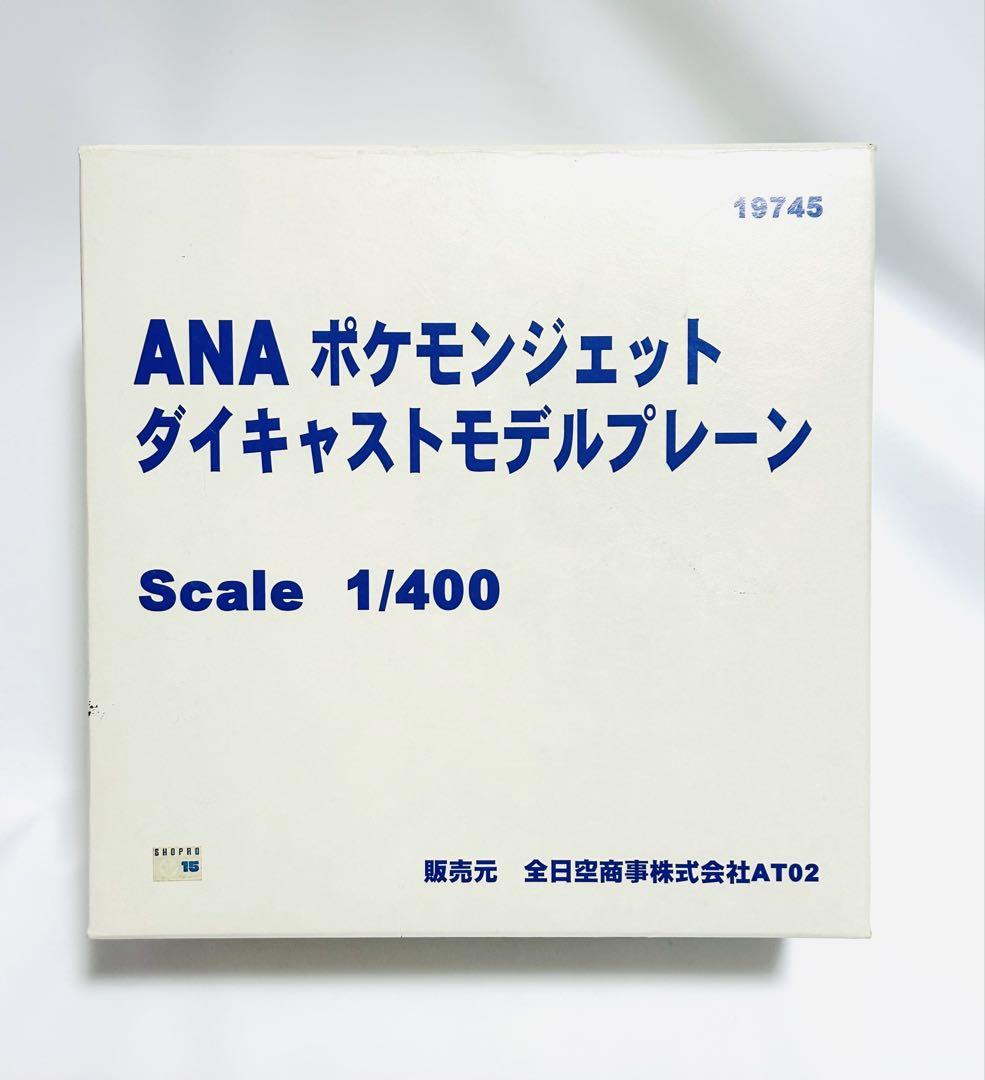 19745
ANA ポケモンジェット
ダイキャストモデルプレーン
Scale 1/400
SHOPRO
15
販売元 全日空商事株式会社AT02